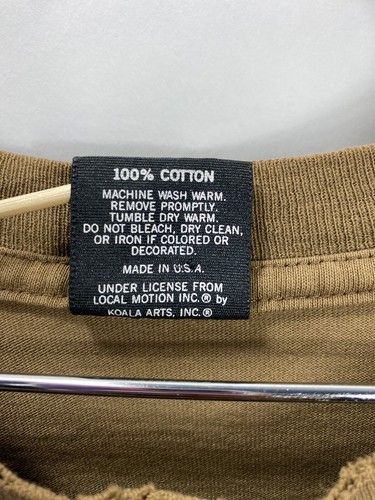 100% COTTON
MACHINE WASH WARM.
REMOVE PROMPTLY.
TUMBLE DRY WARM.
DO NOT BLEACH, DRY CLEAN,
OR IRON IF COLORED OR
DECORATED.
MADE IN U.S.A.
UNDER LICENSE FROM
LOCAL MOTION INC.® by
KOALA ARTS, INC.®